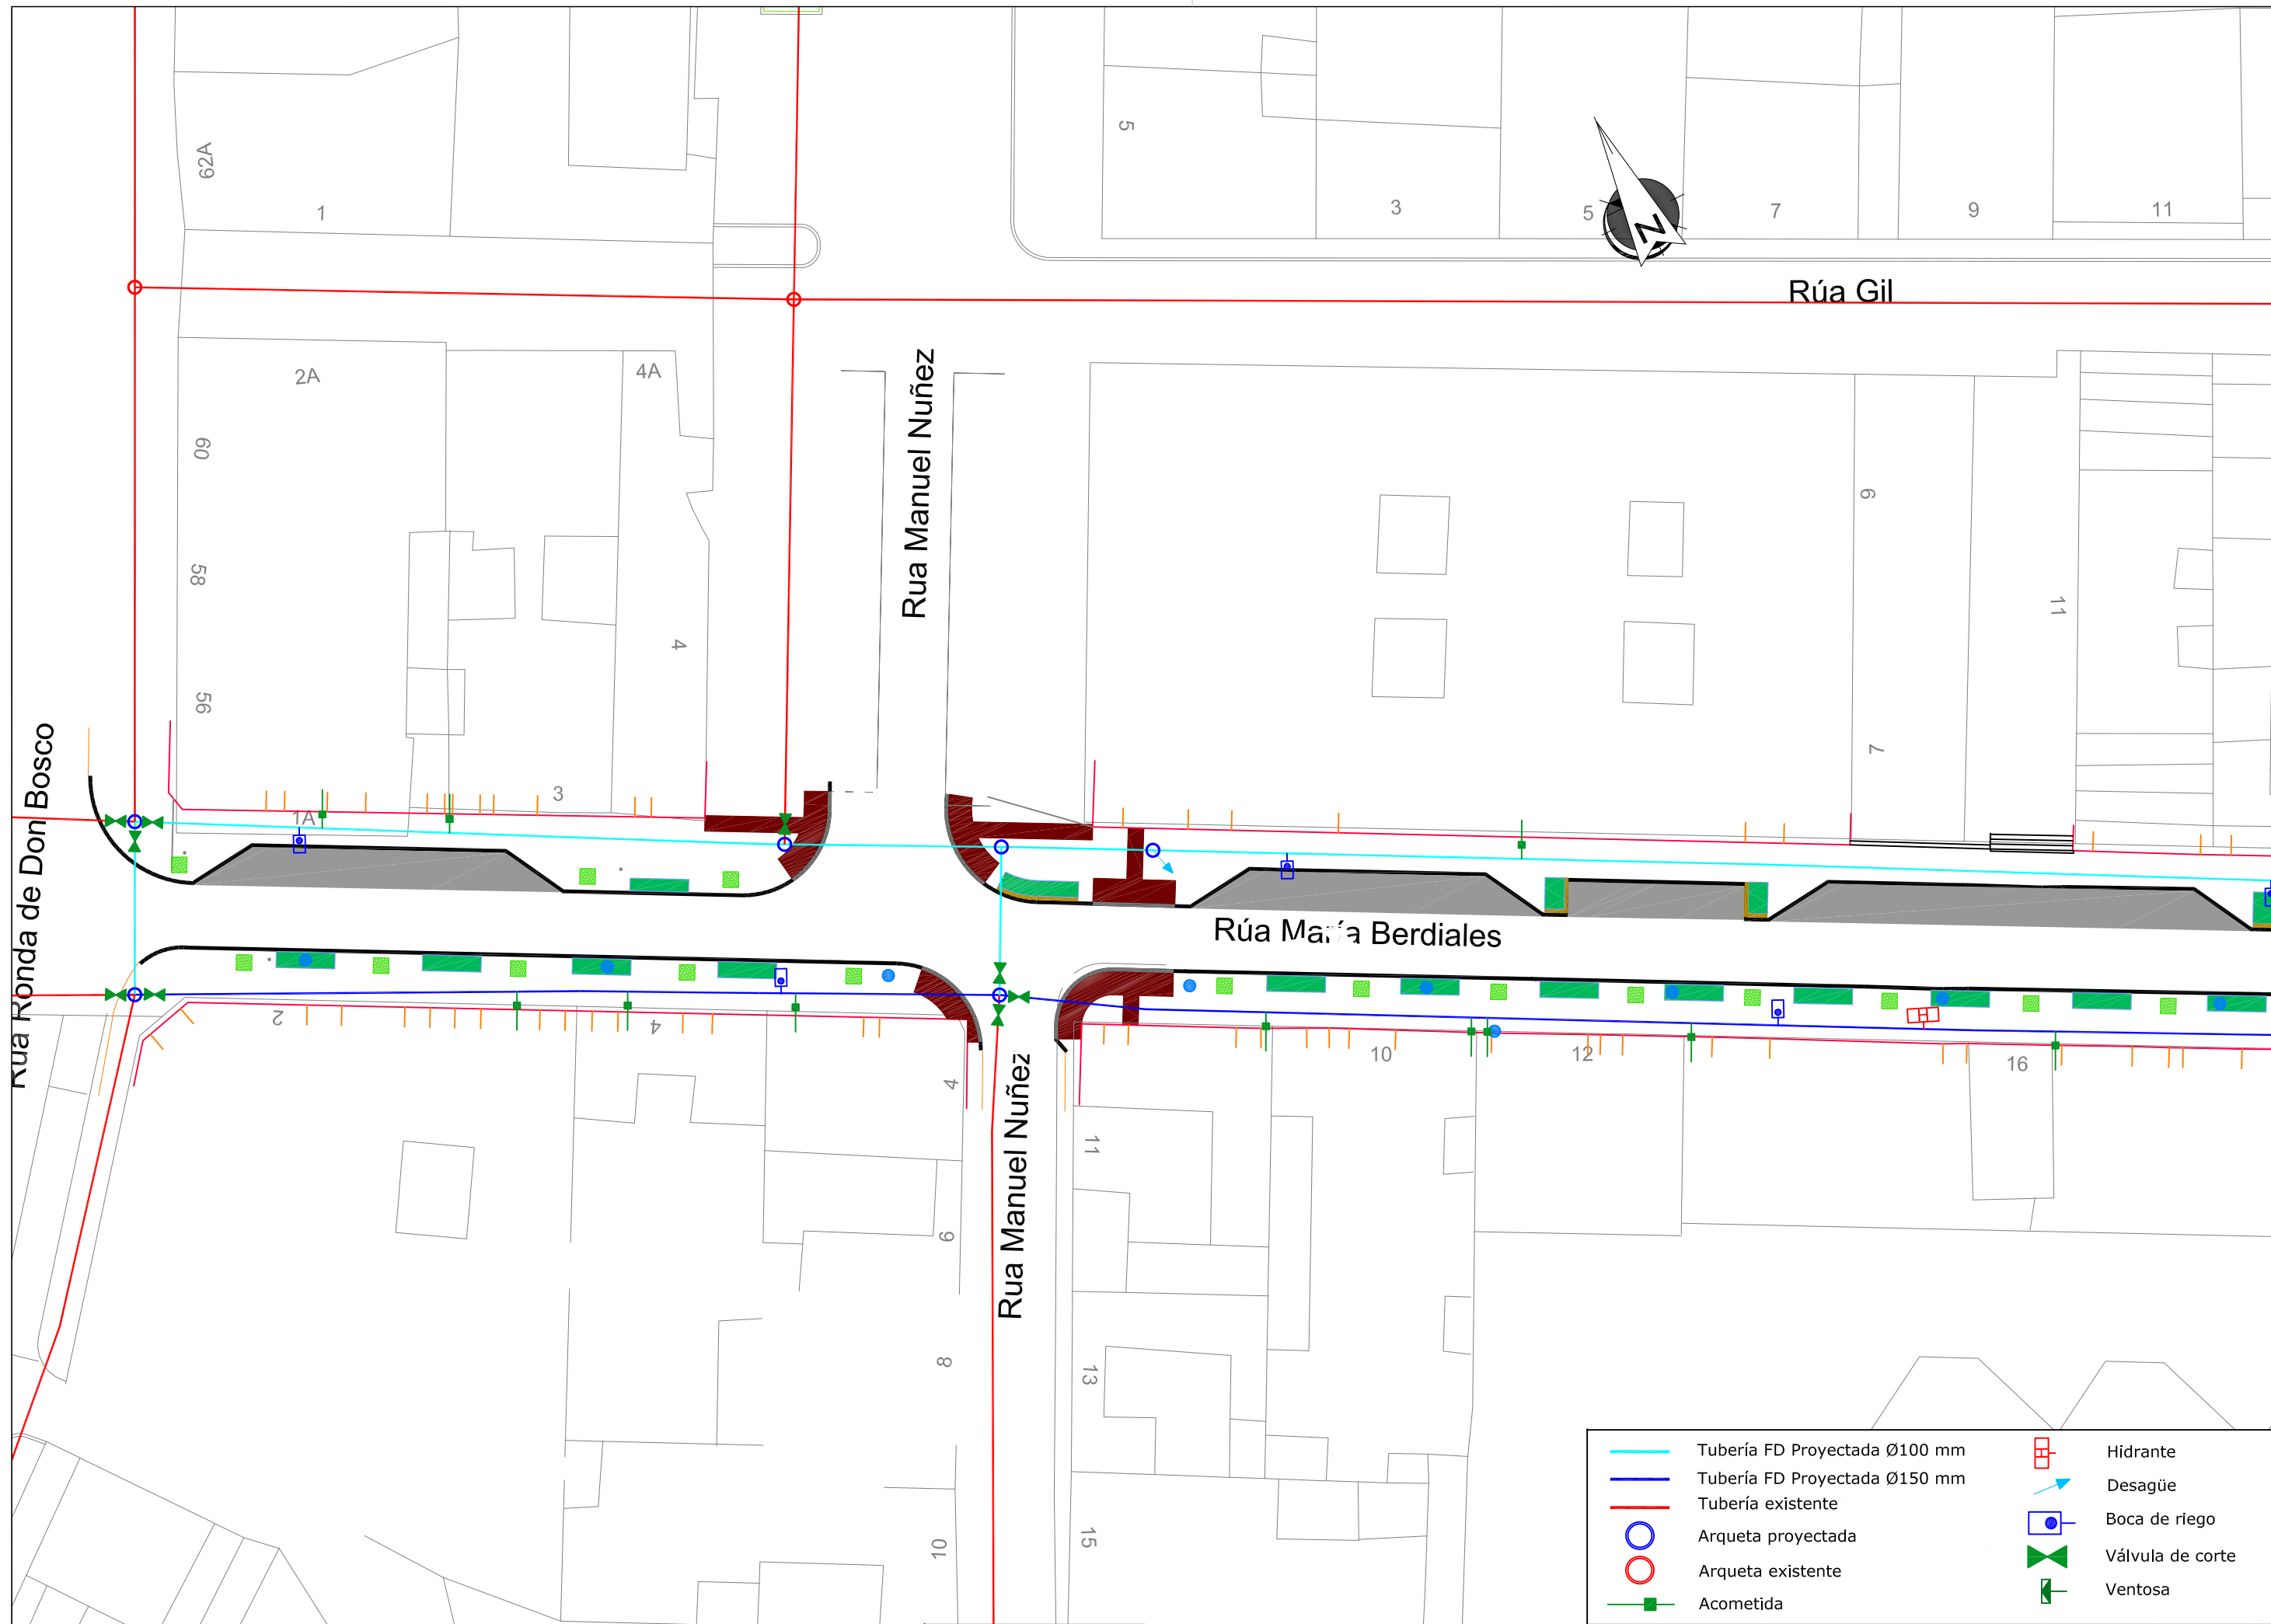 62A
1
5
3
5
7
9
11
N
Rúa Gil
2A
4A
60
58
56
4
3
1A
Rua Manuel Nuñez
6
7
11
Rúa Ronda de Don Bosco
Rúa María Berdiales
2
4
4
6
8
10
Rua Manuel Nuñez
11
13
15
10
12
16
Tubería FD Proyectada Ø100 mm
Tubería FD Proyectada Ø150 mm
Tubería existente
Arqueta proyectada
Arqueta existente
Acometida
Hidrante
Desagüe
Boca de riego
Válvula de corte
Ventosa